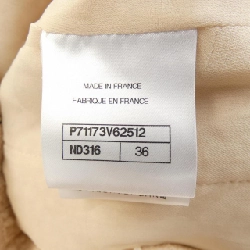 MADE IN FRANCE
FABRIQUE EN FRANCE
P71173V62512
ND316 36